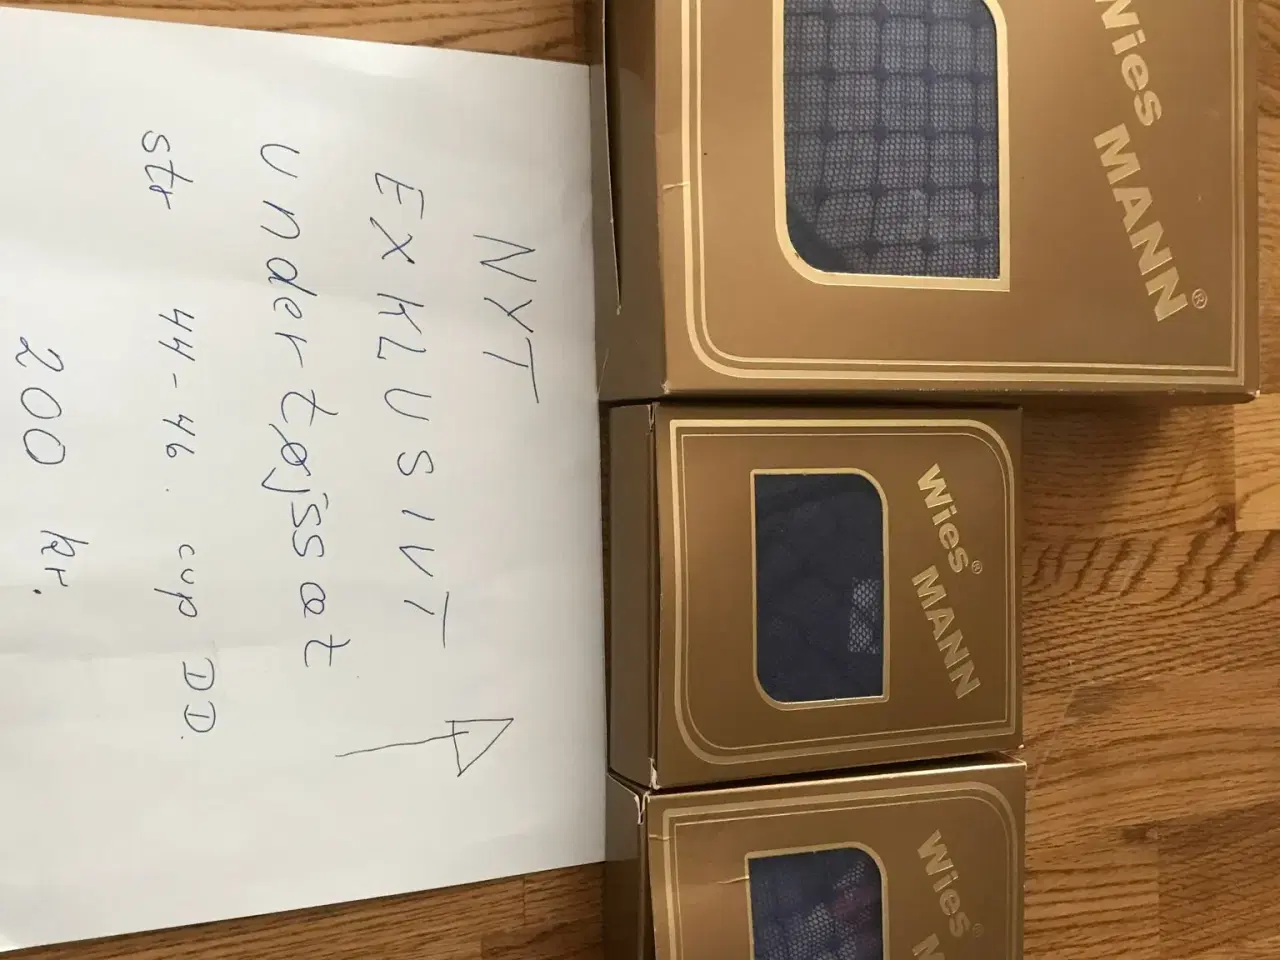 Wies MANN®
Wies® MANN
Wies®
NYT
EXKLUSIVT
undertøjssæt
str 44-46. cup DD.
200 kr.